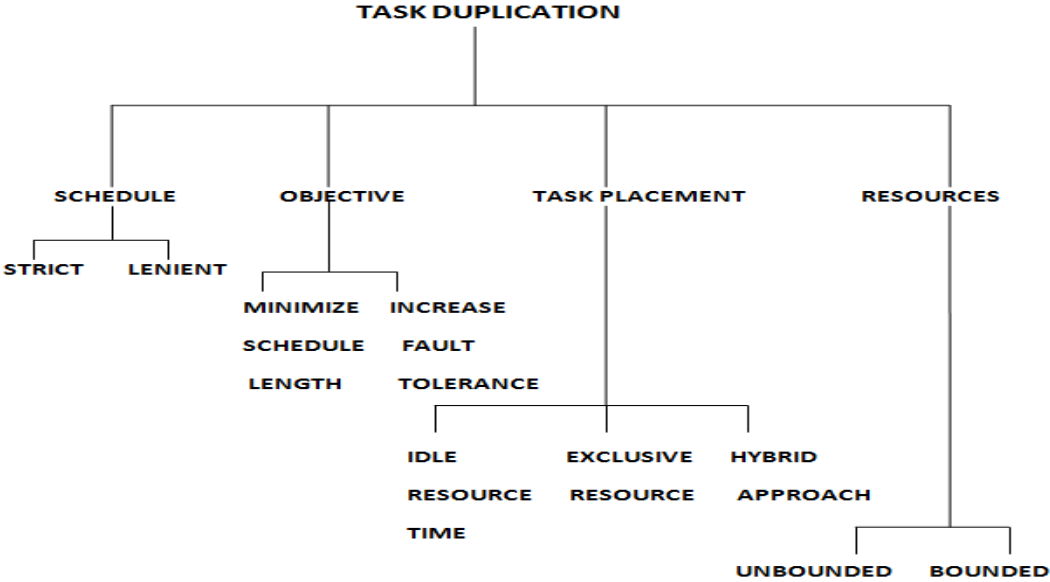 TASK DUPLICATION
SCHEDULE OBJECTIVE TASK PLACEMENT RESOURCES
STRICT LENIENT
MINIMIZE
SCHEDULE
LENGTH
INCREASE
FAULT
TOLERANCE
IDLE
RESOURCE
TIME
EXCLUSIVE
RESOURCE
HYBRID
APPROACH
UNBOUNDED BOUNDED